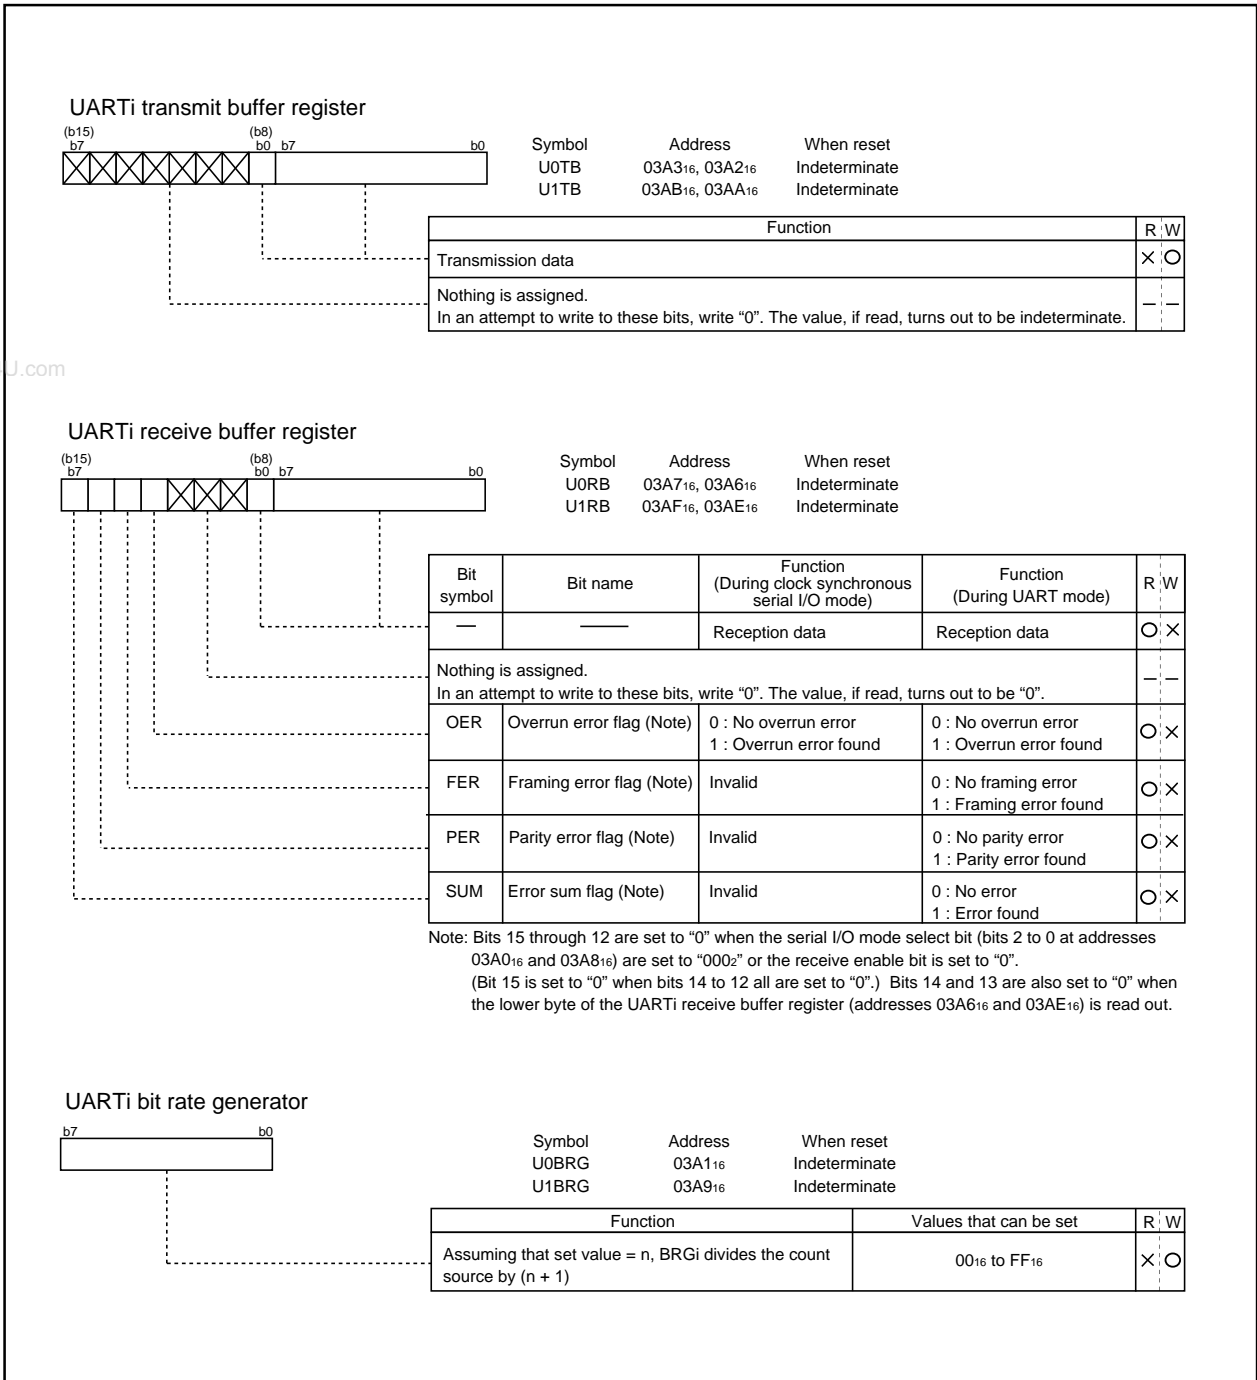 UARTi transmit buffer register
(b15) (b8)
b7 b0 b7 b0
Symbol Address When reset
U0TB 03A3₁₆, 03A2₁₆ Indeterminate
U1TB 03AB₁₆, 03AA₁₆ Indeterminate
Function R W
Transmission data × O
Nothing is assigned.
In an attempt to write to these bits, write “0”. The value, if read, turns out to be indeterminate. – –
U.com
UARTi receive buffer register
(b15) (b8)
b7 b0 b7 b0
Symbol Address When reset
U0RB 03A7₁₆, 03A6₁₆ Indeterminate
U1RB 03AF₁₆, 03AE₁₆ Indeterminate
Bit symbol Bit name Function (During clock synchronous serial I/O mode) Function (During UART mode) R W
— — Reception data Reception data O ×
Nothing is assigned.
In an attempt to write to these bits, write “0”. The value, if read, turns out to be “0”. – –
OER Overrun error flag (Note) 0 : No overrun error 0 : No overrun error O ×
1 : Overrun error found 1 : Overrun error found
FER Framing error flag (Note) Invalid 0 : No framing error O ×
1 : Framing error found
PER Parity error flag (Note) Invalid 0 : No parity error O ×
1 : Parity error found
SUM Error sum flag (Note) Invalid 0 : No error O ×
1 : Error found
Note: Bits 15 through 12 are set to “0” when the serial I/O mode select bit (bits 2 to 0 at addresses
03A0₁₆ and 03A8₁₆) are set to “000₂” or the receive enable bit is set to “0”.
(Bit 15 is set to “0” when bits 14 to 12 all are set to “0”.) Bits 14 and 13 are also set to “0” when
the lower byte of the UARTi receive buffer register (addresses 03A6₁₆ and 03AE₁₆) is read out.
UARTi bit rate generator
b7 b0
Symbol Address When reset
U0BRG 03A1₁₆ Indeterminate
U1BRG 03A9₁₆ Indeterminate
Function Values that can be set R W
Assuming that set value = n, BRGi divides the count
source by (n + 1) 00₁₆ to FF₁₆ × O